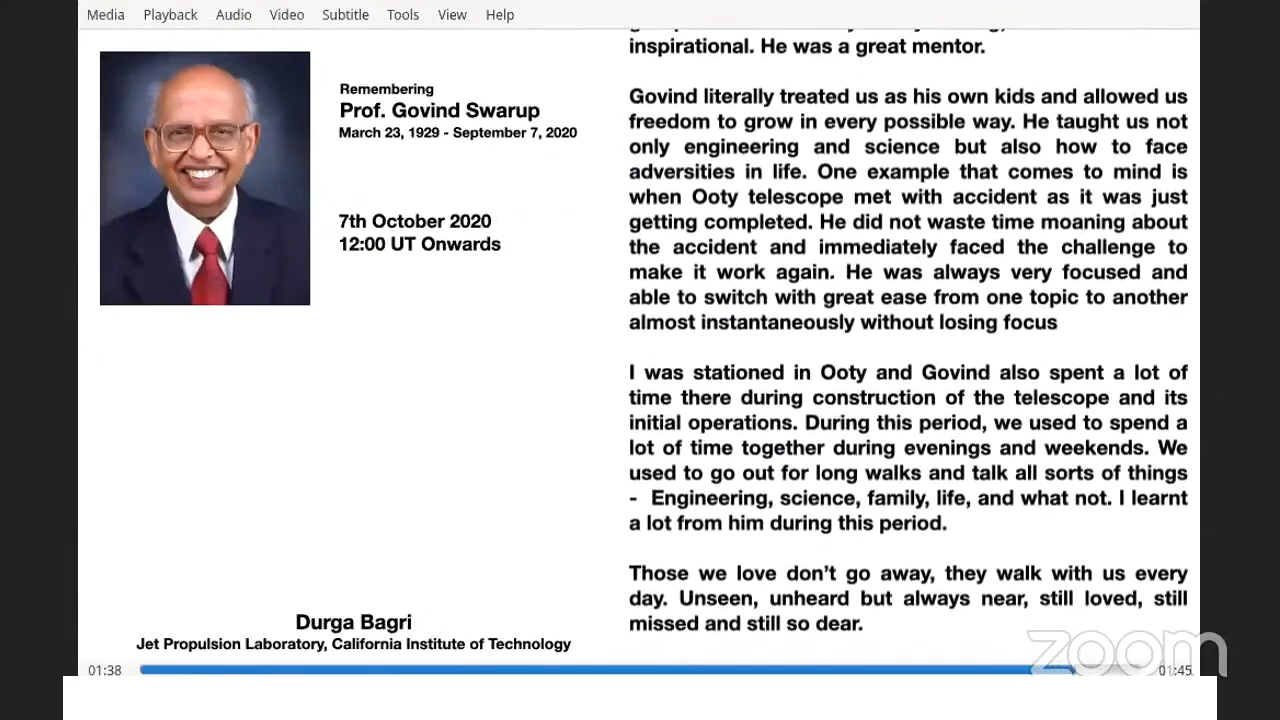 Media Playback Audio Video Subtitle Tools View Help
Remembering
Prof. Govind Swarup
March 23, 1929 - September 7, 2020
7th October 2020
12:00 UT Onwards
Durga Bagri
Jet Propulsion Laboratory, California Institute of Technology
inspirational. He was a great mentor.
Govind literally treated us as his own kids and allowed us
freedom to grow in every possible way. He taught us not
only engineering and science but also how to face
adversities in life. One example that comes to mind is
when Ooty telescope met with accident as it was just
getting completed. He did not waste time moaning about
the accident and immediately faced the challenge to
make it work again. He was always very focused and
able to switch with great ease from one topic to another
almost instantaneously without losing focus
I was stationed in Ooty and Govind also spent a lot of
time there during construction of the telescope and its
initial operations. During this period, we used to spend a
lot of time together during evenings and weekends. We
used to go out for long walks and talk all sorts of things
- Engineering, science, family, life, and what not. I learnt
a lot from him during this period.
Those we love don’t go away, they walk with us every
day. Unseen, unheard but always near, still loved, still
missed and still so dear.
zoom
01:38 01:45